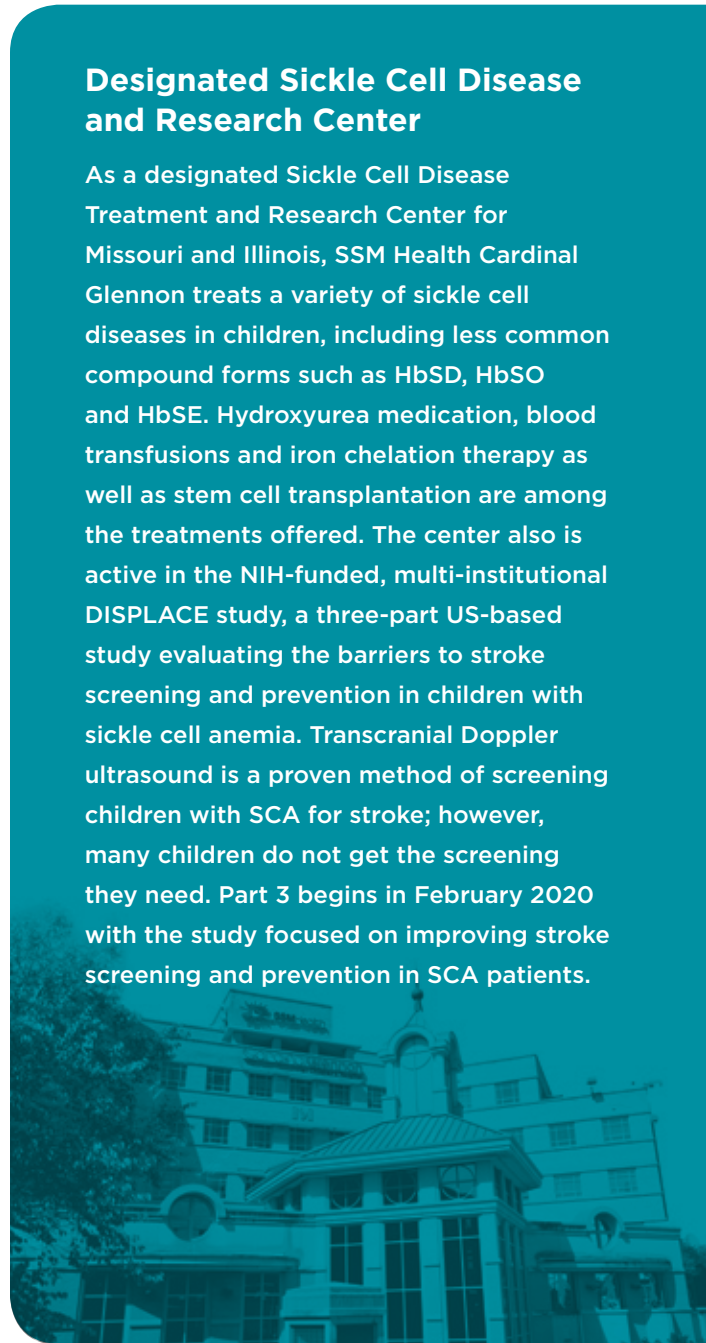 Designated Sickle Cell Disease
and Research Center
As a designated Sickle Cell Disease
Treatment and Research Center for
Missouri and Illinois, SSM Health Cardinal
Glennon treats a variety of sickle cell
diseases in children, including less common
compound forms such as HbSD, HbSO
and HbSE. Hydroxyurea medication, blood
transfusions and iron chelation therapy as
well as stem cell transplantation are among
the treatments offered. The center also is
active in the NIH-funded, multi-institutional
DISPLACE study, a three-part US-based
study evaluating the barriers to stroke
screening and prevention in children with
sickle cell anemia. Transcranial Doppler
ultrasound is a proven method of screening
children with SCA for stroke; however,
many children do not get the screening
they need. Part 3 begins in February 2020
with the study focused on improving stroke
screening and prevention in SCA patients.